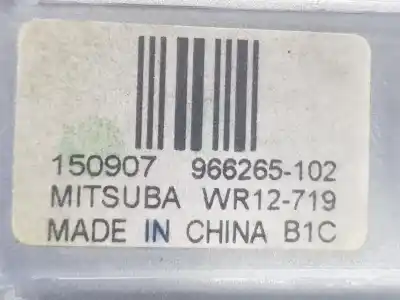 150907 966265-102
MITSUBA WR12-719
MADE IN CHINA B1C